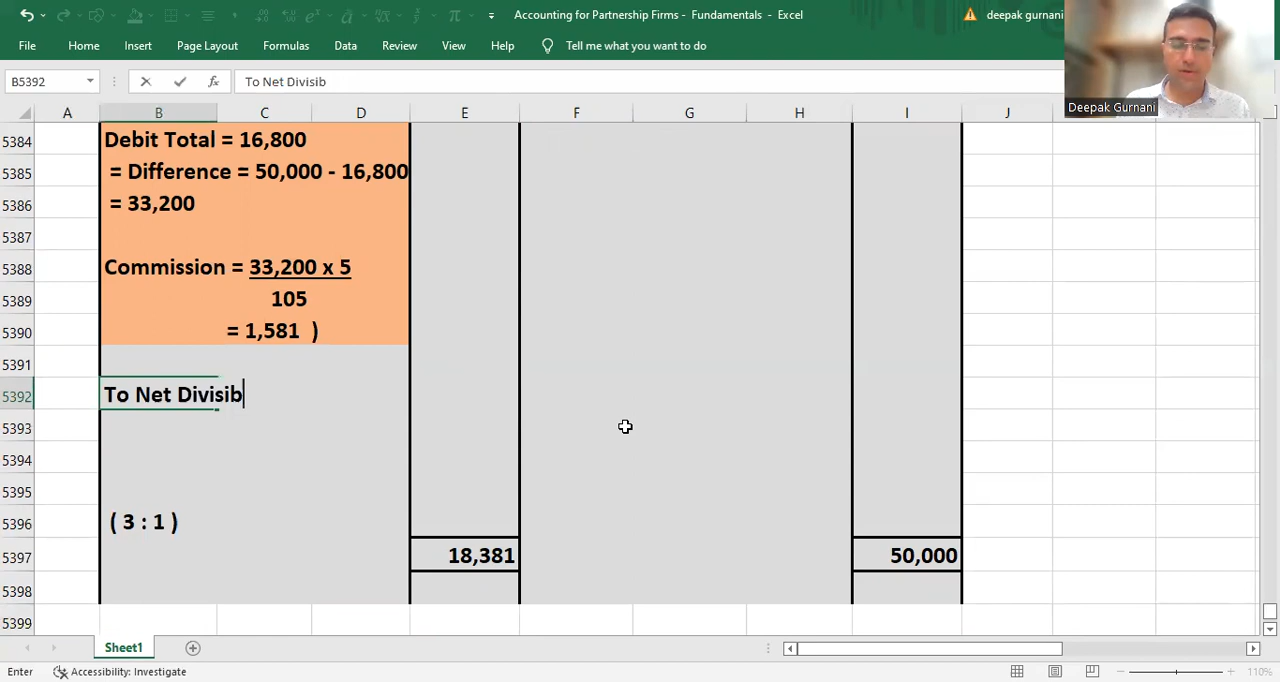 Accounting for Partnership Firms - Fundamentals - Excel
deepak gurnani
File Home Insert Page Layout Formulas Data Review View Help Tell me what you want to do
Deepak Gurnani
B5392 fx To Net Divisib
A B C D E F G H I J
5384 Debit Total = 16,800
5385 = Difference = 50,000 - 16,800
5386 = 33,200
5387
5388 Commission = 33,200 x 5
5389 105
5390 = 1,581 )
5391
5392 To Net Divisib
5393
5394
5395
5396 ( 3 : 1 )
5397 18,381 50,000
5398
5399
Sheet1
Enter Accessibility: Investigate 110%